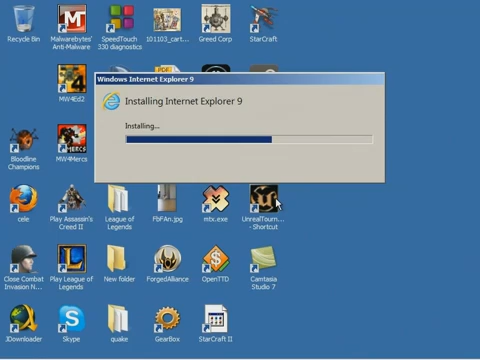 Recycle Bin
Malwarebytes'
Anti-Malware
SpeedTouch
330 diagnostics
101103_cart...
Greed Corp
StarCraft
MW4Ed2
Windows Internet Explorer 9
Installing Internet Explorer 9
Installing...
Bloodline
Champions
MW4Mercs
cele
Play Assassin's
Creed II
League of
Legends
FbFAn.jpg
mtx.exe
UnrealTourn...
- Shortcut
Close Combat
Invasion N...
Play League of
Legends
New folder
ForgedAlliance
OpenTTD
Camtasia
Studio 7
JDownloader
Skype
quake
GearBox
StarCraft II